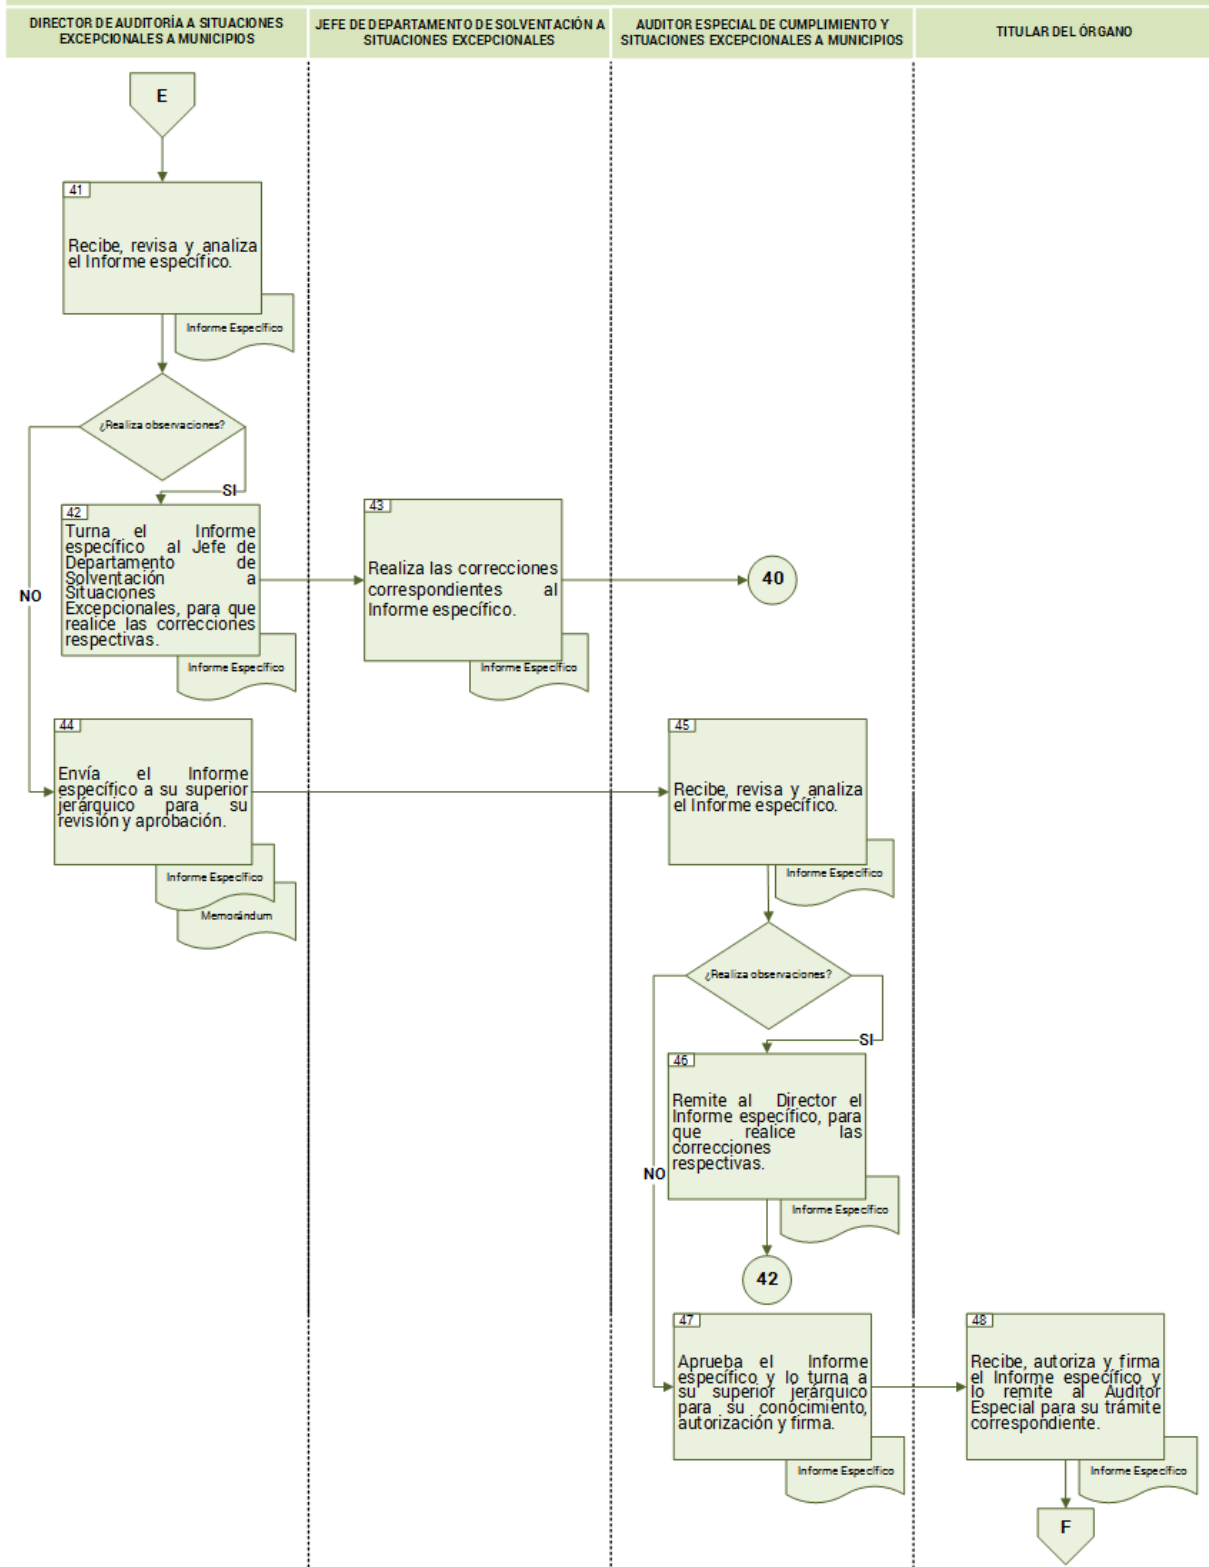 DIRECTOR DE AUDITORÍA A SITUACIONES
EXCEPCIONALES A MUNICIPIOS
JEFE DE DEPARTAMENTO DE SOLVENTACIÓN A
SITUACIONES EXCEPCIONALES
AUDITOR ESPECIAL DE CUMPLIMIENTO Y
SITUACIONES EXCEPCIONALES A MUNICIPIOS
TITULAR DEL ÓRGANO
E
41
Recibe, revisa y analiza
el Informe específico.
Informe Específico
¿Realiza observaciones?
SI
NO
42
Turna el Informe
específico al Jefe de
Departamento de
Solventación a
Situaciones
Excepcionales, para que
realice las correcciones
respectivas.
Informe Específico
43
Realiza las correcciones
correspondientes al
Informe específico.
Informe Específico
40
44
Envía el Informe
específico a su superior
jerárquico para su
revisión y aprobación.
Informe Específico
Memorándum
45
Recibe, revisa y analiza
el Informe específico.
Informe Específico
¿Realiza observaciones?
SI
NO
46
Remite al Director el
Informe específico, para
que realice las
correcciones
respectivas.
Informe Específico
42
47
Aprueba el Informe
específico y lo turna a
su superior jerárquico
para su conocimiento,
autorización y firma.
Informe Específico
48
Recibe, autoriza y firma
el Informe específico y
lo remite al Auditor
Especial para su trámite
correspondiente.
Informe Específico
F